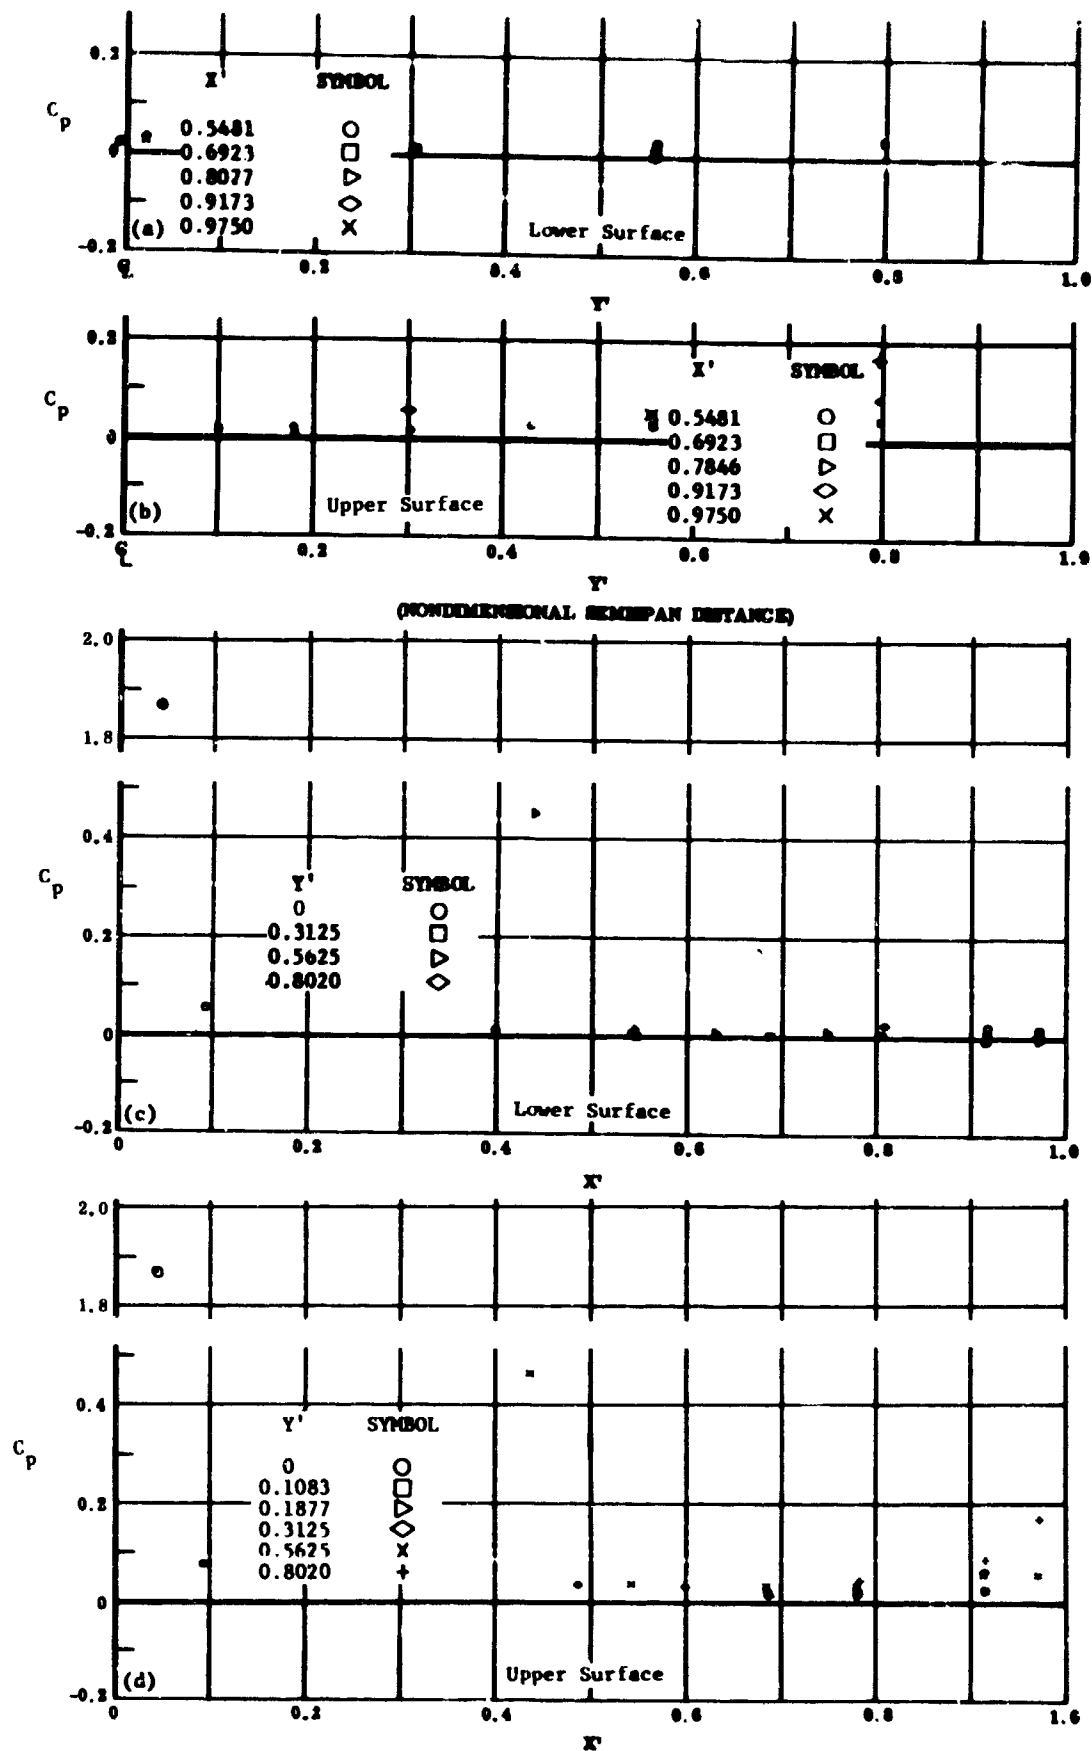 0.2
X' SYMBOL
C p
0.5481
0
0.6923
0.8077
0.9173
0.9750
(a)
Lower Surface
-0.2
C L 0.2 0.4 0.6 0.8 1.0
Y'
0.2
X' SYMBOL
C p
0.5481
0
0.6923
0.7846
0.9173
0.9750
(b)
Upper Surface
-0.2
C L 0.2 0.4 0.6 0.8 1.0
Y'
(NONDIMENSIONAL SEMISPAN DISTANCE)
2.0
1.8
0.4
C p
Y' SYMBOL
0
0.2
0.3125
0.5625
0.8020
0
(c)
Lower Surface
-0.2
0 0.2 0.4 0.6 0.8 1.0
X'
2.0
1.8
0.4
Y' SYMBOL
C p
0
0.1083
0.2
0.1877
0.3125
0.5625
0.8020
0
(d)
Upper Surface
-0.2
0 0.2 0.4 0.6 0.8 1.0
X'